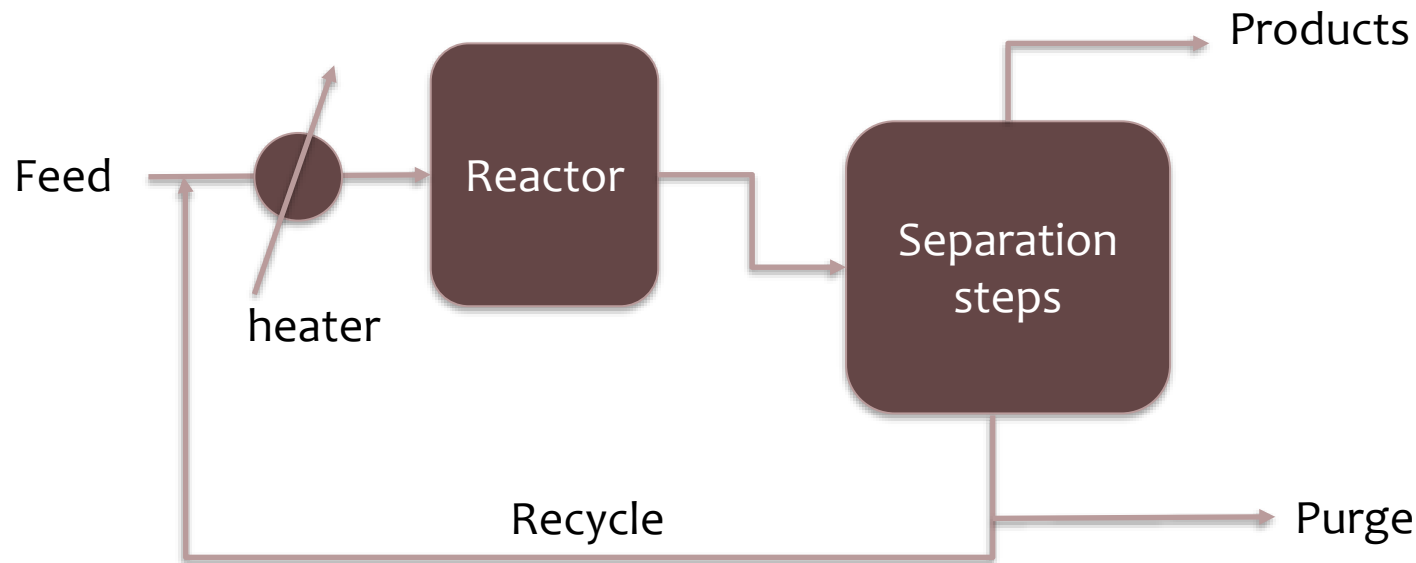 Products
Feed
Reactor
Separation
steps
heater
Recycle
Purge